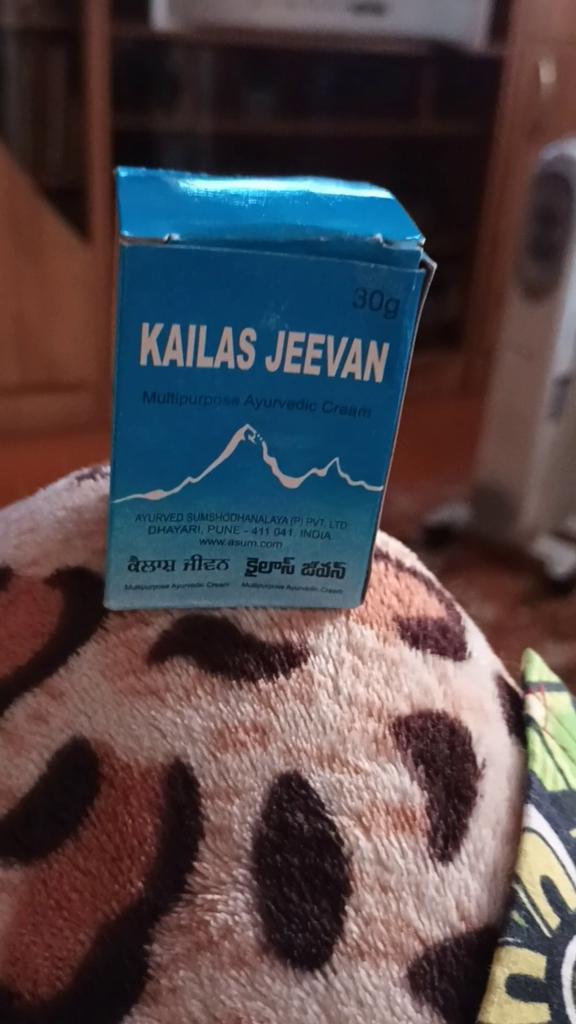 30g
KAILAS JEEVAN
Multipurpose Ayurvedic Cream
AYURVED SUMSHODHANALAYA (P) PVT. LTD.
DHAYARI, PUNE - 411 041. INDIA.
www.asum.com
ਕੈਲਾਸ਼ ਜੀਵਨ కైలాస్ జీవన్
Multipurpose Ayurvedic Cream Multipurpose Ayurvedic Cream